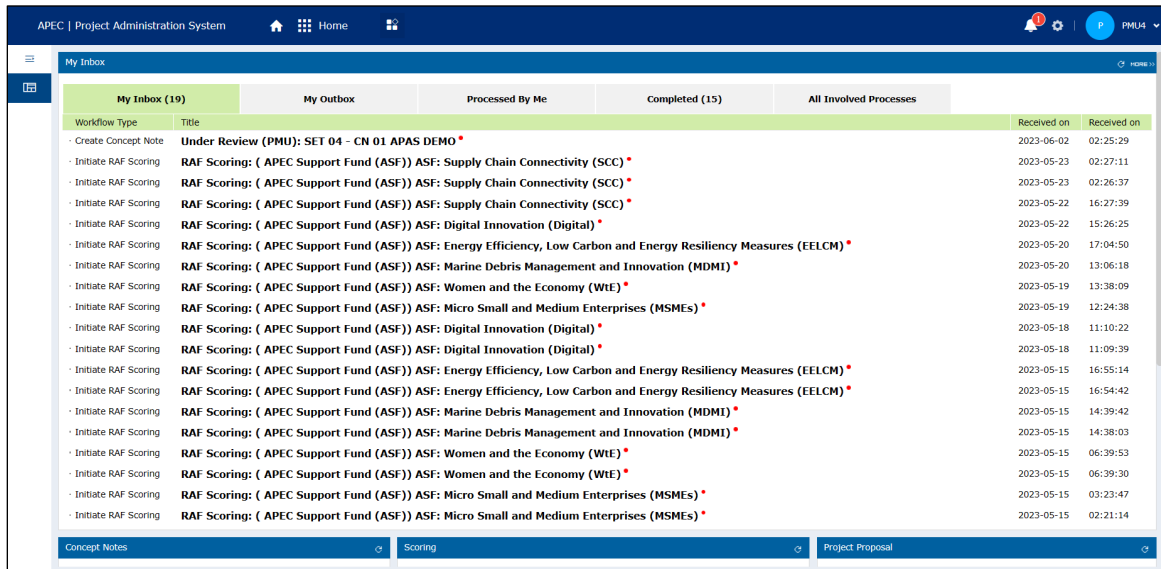 APEC | Project Administration System Home 1 P PMU4
My Inbox HOME >>
My Inbox (19) My Outbox Processed By Me Completed (15) All Involved Processes
Workflow Type Title Received on Received on
· Create Concept Note Under Review (PMU): SET 04 - CN 01 APAS DEMO 2023-06-02 02:25:29
· Initiate RAF Scoring RAF Scoring: ( APEC Support Fund (ASF)) ASF: Supply Chain Connectivity (SCC) 2023-05-23 02:27:11
· Initiate RAF Scoring RAF Scoring: ( APEC Support Fund (ASF)) ASF: Supply Chain Connectivity (SCC) 2023-05-23 02:26:37
· Initiate RAF Scoring RAF Scoring: ( APEC Support Fund (ASF)) ASF: Supply Chain Connectivity (SCC) 2023-05-22 16:27:39
· Initiate RAF Scoring RAF Scoring: ( APEC Support Fund (ASF)) ASF: Digital Innovation (Digital) 2023-05-22 15:26:25
· Initiate RAF Scoring RAF Scoring: ( APEC Support Fund (ASF)) ASF: Energy Efficiency, Low Carbon and Energy Resiliency Measures (EELCM) 2023-05-20 17:04:50
· Initiate RAF Scoring RAF Scoring: ( APEC Support Fund (ASF)) ASF: Marine Debris Management and Innovation (MDMI) 2023-05-20 13:06:18
· Initiate RAF Scoring RAF Scoring: ( APEC Support Fund (ASF)) ASF: Women and the Economy (WtE) 2023-05-19 13:38:09
· Initiate RAF Scoring RAF Scoring: ( APEC Support Fund (ASF)) ASF: Micro Small and Medium Enterprises (MSMEs) 2023-05-19 12:24:38
· Initiate RAF Scoring RAF Scoring: ( APEC Support Fund (ASF)) ASF: Digital Innovation (Digital) 2023-05-18 11:10:22
· Initiate RAF Scoring RAF Scoring: ( APEC Support Fund (ASF)) ASF: Digital Innovation (Digital) 2023-05-18 11:09:39
· Initiate RAF Scoring RAF Scoring: ( APEC Support Fund (ASF)) ASF: Energy Efficiency, Low Carbon and Energy Resiliency Measures (EELCM) 2023-05-15 16:55:14
· Initiate RAF Scoring RAF Scoring: ( APEC Support Fund (ASF)) ASF: Energy Efficiency, Low Carbon and Energy Resiliency Measures (EELCM) 2023-05-15 16:54:42
· Initiate RAF Scoring RAF Scoring: ( APEC Support Fund (ASF)) ASF: Marine Debris Management and Innovation (MDMI) 2023-05-15 14:39:42
· Initiate RAF Scoring RAF Scoring: ( APEC Support Fund (ASF)) ASF: Marine Debris Management and Innovation (MDMI) 2023-05-15 14:38:03
· Initiate RAF Scoring RAF Scoring: ( APEC Support Fund (ASF)) ASF: Women and the Economy (WtE) 2023-05-15 06:39:53
· Initiate RAF Scoring RAF Scoring: ( APEC Support Fund (ASF)) ASF: Women and the Economy (WtE) 2023-05-15 06:39:30
· Initiate RAF Scoring RAF Scoring: ( APEC Support Fund (ASF)) ASF: Micro Small and Medium Enterprises (MSMEs) 2023-05-15 03:23:47
· Initiate RAF Scoring RAF Scoring: ( APEC Support Fund (ASF)) ASF: Micro Small and Medium Enterprises (MSMEs) 2023-05-15 02:21:14
Concept Notes Scoring Project Proposal